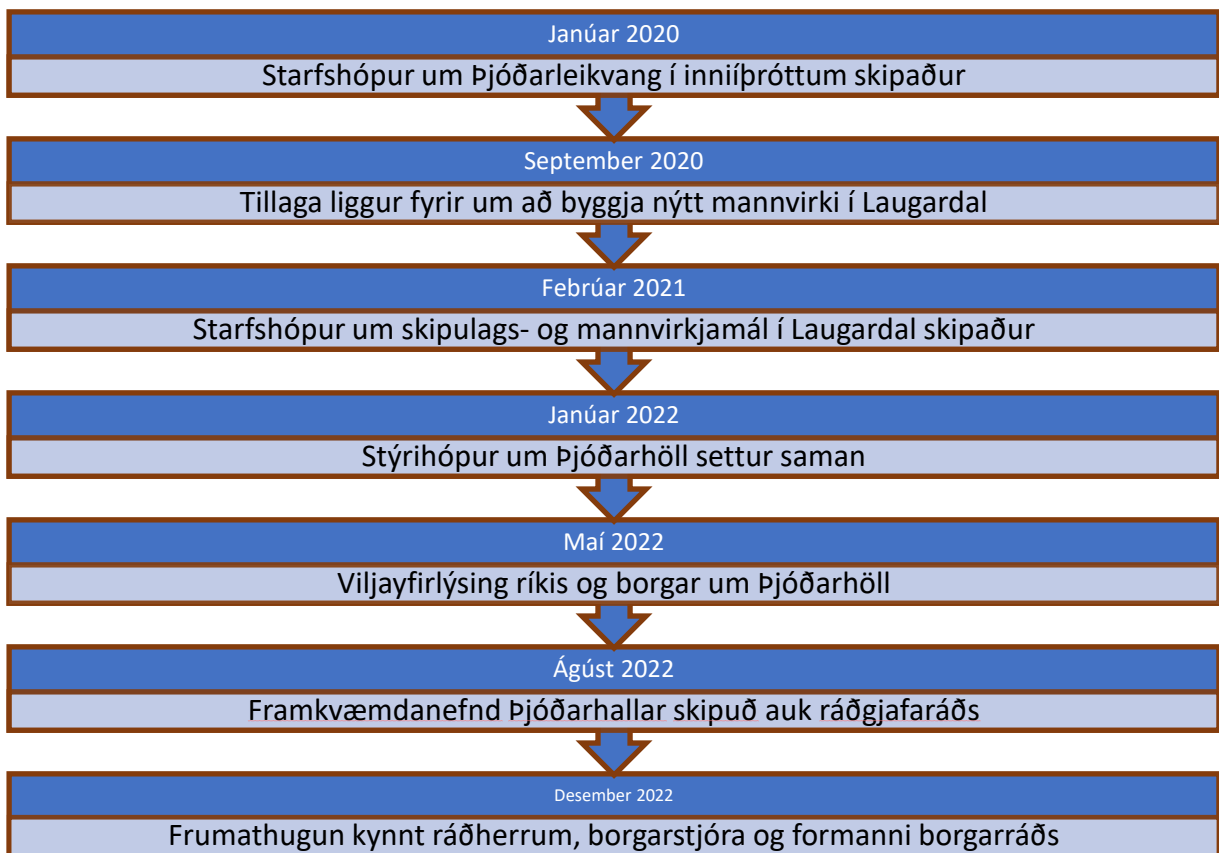 Janúar 2020
Starfshópur um Þjóðarleikvang í inniíþróttum skipaður
September 2020
Tillaga liggur fyrir um að byggja nýtt mannvirki í Laugardal
Febrúar 2021
Starfshópur um skipulags- og mannvirkjamál í Laugardal skipaður
Janúar 2022
Stýrihópur um Þjóðarhöll settur saman
Maí 2022
Viljayfirlýsing ríkis og borgar um Þjóðarhöll
Ágúst 2022
Framkvæmdanefnd Þjóðarhallar skipuð auk ráðgjafaráðs
Desember 2022
Frumathugun kynnt ráðherrum, borgarstjóra og formanni borgarráðs